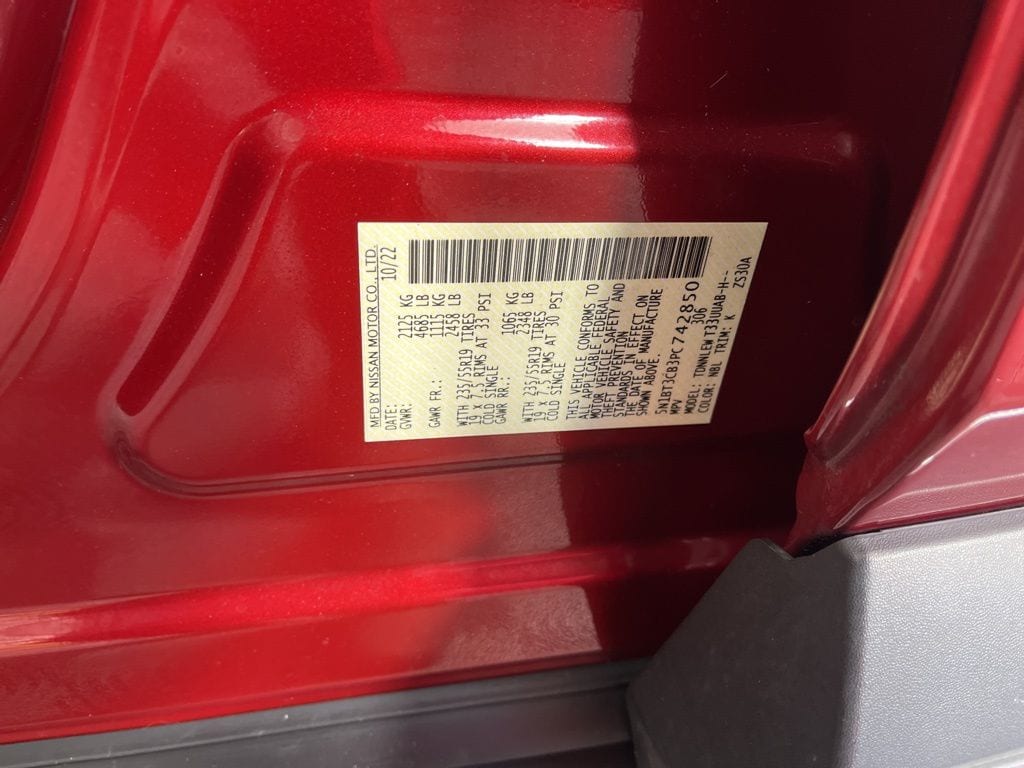 MFD BY NISSAN MOTOR CO., LTD.
DATE: 10/22
GVWR: 2125 KG
4685 LB
GAWR FR.: 1115 KG
2458 LB
WITH 235/55R19 TIRES
19 x 7.5 RIMS AT 33 PSI
COLD SINGLE
GAWR RR.: 1065 KG
2348 LB
WITH 235/55R19 TIRES
19 x 7.5 RIMS AT 30 PSI
COLD SINGLE
THIS VEHICLE CONFORMS TO
ALL APPLICABLE FEDERAL
MOTOR VEHICLE SAFETY AND
THEFT PREVENTION
STANDARDS IN EFFECT ON
THE DATE OF MANUFACTURE
SHOWN ABOVE.
5N1BT3CB3PC742850
MPV 306
MODEL: TDNNLEW T33UUAB-H--
COLOR: NBL TRIM: K ZS30A